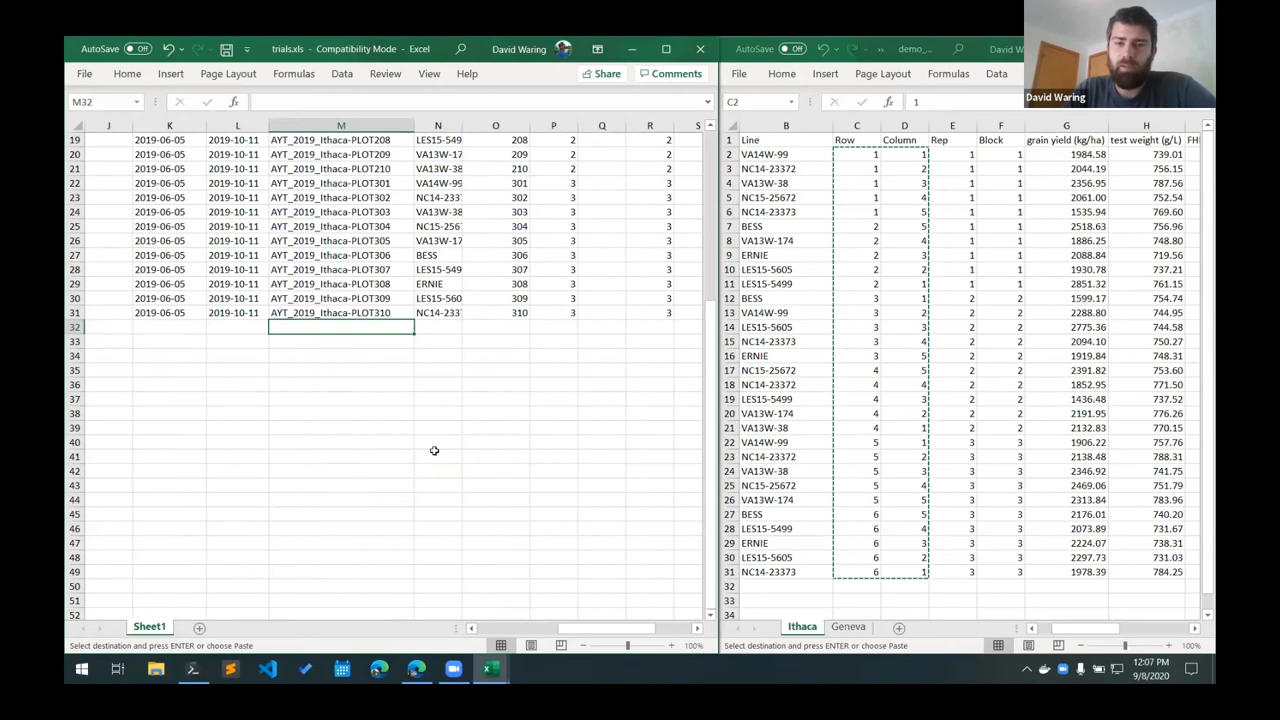 AutoSave Off trials.xls - Compatibility Mode - Excel David Waring
File Home Insert Page Layout Formulas Data Review View Help Share Comments
M32
J K L M N O P Q R S
19 2019-06-05 2019-10-11 AYT_2019_Ithaca-PLOT208 LES15-549 208 2 2
20 2019-06-05 2019-10-11 AYT_2019_Ithaca-PLOT209 VA13W-17 209 2 2
21 2019-06-05 2019-10-11 AYT_2019_Ithaca-PLOT210 VA13W-38 210 2 2
22 2019-06-05 2019-10-11 AYT_2019_Ithaca-PLOT301 VA14W-99 301 3 3
23 2019-06-05 2019-10-11 AYT_2019_Ithaca-PLOT302 NC14-233 302 3 3
24 2019-06-05 2019-10-11 AYT_2019_Ithaca-PLOT303 VA13W-38 303 3 3
25 2019-06-05 2019-10-11 AYT_2019_Ithaca-PLOT304 NC15-256 304 3 3
26 2019-06-05 2019-10-11 AYT_2019_Ithaca-PLOT305 VA13W-17 305 3 3
27 2019-06-05 2019-10-11 AYT_2019_Ithaca-PLOT306 BESS 306 3 3
28 2019-06-05 2019-10-11 AYT_2019_Ithaca-PLOT307 LES15-549 307 3 3
29 2019-06-05 2019-10-11 AYT_2019_Ithaca-PLOT308 ERNIE 308 3 3
30 2019-06-05 2019-10-11 AYT_2019_Ithaca-PLOT309 LES15-560 309 3 3
31 2019-06-05 2019-10-11 AYT_2019_Ithaca-PLOT310 NC14-233 310 3 3
32
33
34
35
36
37
38
39
40
41
42
43
44
45
46
47
48
49
50
51
52
Sheet1
Select destination and press ENTER or choose Paste 100%
AutoSave Off demo_... David W
File Home Insert Page Layout Formulas Data
David Waring
C2 1
B C D E F G H
1 Line Row Column Rep Block grain yield (kg/ha) test weight (g/L) FH
2 VA14W-99 1 1 1 1 1984.58 739.01
3 NC14-23372 1 2 1 1 2044.19 756.15
4 VA13W-38 1 3 1 1 2356.95 787.56
5 NC15-25672 1 4 1 1 2061.00 752.54
6 NC14-23373 1 5 1 1 1535.94 769.60
7 BESS 2 5 1 1 2518.63 756.96
8 VA13W-174 2 4 1 1 1886.25 748.80
9 ERNIE 2 3 1 1 2088.84 719.56
10 LES15-5605 2 2 1 1 1930.78 737.21
11 LES15-5499 2 1 1 1 2851.32 761.15
12 BESS 3 1 2 2 1599.17 754.74
13 VA14W-99 3 2 2 2 2288.80 744.95
14 LES15-5605 3 3 2 2 2775.36 744.58
15 NC14-23373 3 4 2 2 2094.10 750.27
16 ERNIE 3 5 2 2 1919.84 748.31
17 NC15-25672 4 5 2 2 2391.82 753.60
18 NC14-23372 4 4 2 2 1852.95 771.50
19 LES15-5499 4 3 2 2 1436.48 737.52
20 VA13W-174 4 2 2 2 2191.95 776.26
21 VA13W-38 4 1 2 2 2132.83 770.15
22 VA14W-99 5 1 3 3 1906.22 757.76
23 NC14-23372 5 2 3 3 2138.48 788.31
24 VA13W-38 5 3 3 3 2346.92 741.75
25 NC15-25672 5 4 3 3 2469.06 751.79
26 VA13W-174 5 5 3 3 2313.84 783.96
27 BESS 6 5 3 3 2176.01 740.20
28 LES15-5499 6 4 3 3 2073.89 731.67
29 ERNIE 6 3 3 3 2224.07 738.31
30 LES15-5605 6 2 3 3 2297.73 731.03
31 NC14-23373 6 1 3 3 1978.39 784.25
32
33
34
Ithaca Geneva
Select destination and press ENTER or choose Paste 100%
12:07 PM
9/8/2020